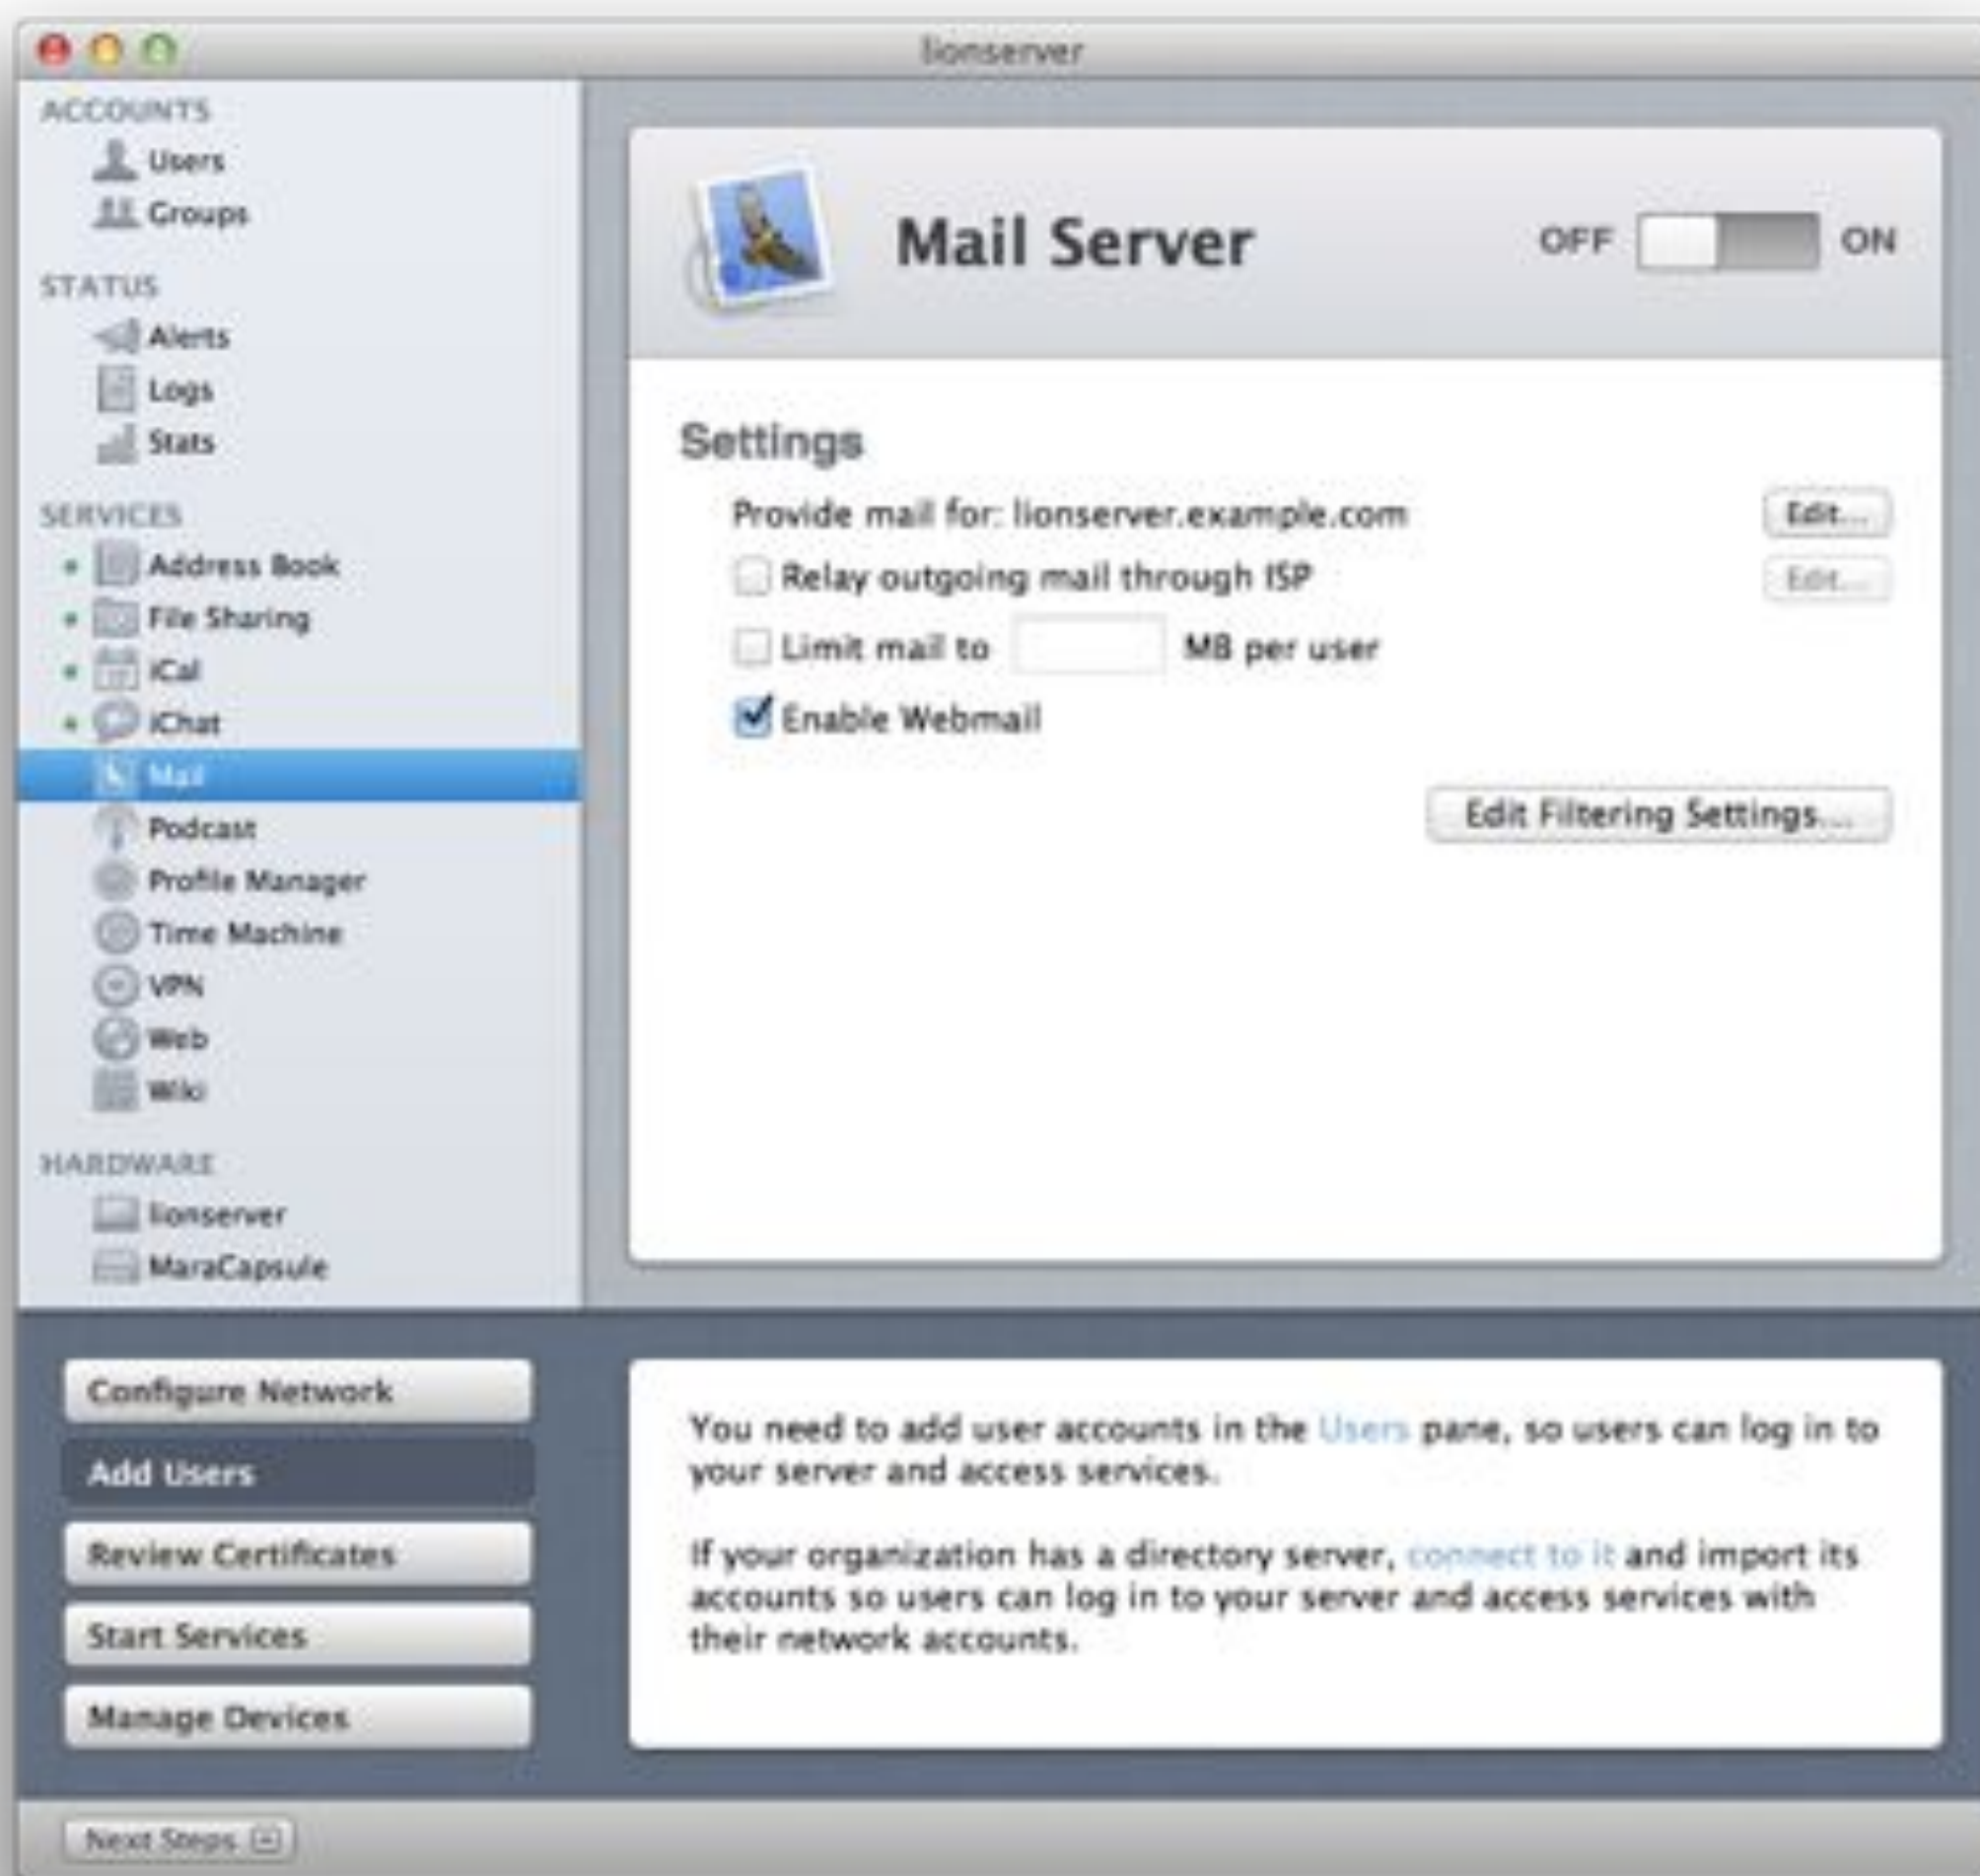 lionserver
ACCOUNTS
Users
Groups
STATUS
Alerts
Logs
Stats
SERVICES
Address Book
File Sharing
iCal
iChat
Mail
Podcast
Profile Manager
Time Machine
VPN
Web
Wiki
HARDWARE
lionserver
MaraCapsule
Mail Server
OFF ON
Settings
Provide mail for: lionserver.example.com Edit...
Relay outgoing mail through ISP Edit...
Limit mail to MB per user
Enable Webmail
Edit Filtering Settings...
Configure Network
Add Users
Review Certificates
Start Services
Manage Devices
You need to add user accounts in the Users pane, so users can log in to
your server and access services.
If your organization has a directory server, connect to it and import its
accounts so users can log in to your server and access services with
their network accounts.
Next Steps